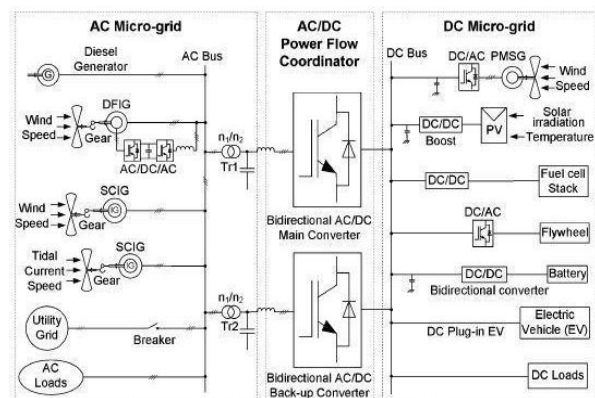 AC Micro-grid
Diesel
Generator
AC Bus
G
Wind
Speed
DFIG
Gear
AC/DC/AC
SCIG
IG
Wind
Speed
Gear
SCIG
IG
Tidal
Current
Speed
Gear
Utility
Grid
Breaker
AC
Loads
AC/DC
Power Flow
Coordinator
n1/n2
Tr1
Bidirectional AC/DC
Main Converter
n1/n2
Tr2
Bidirectional AC/DC
Back-up Converter
DC Micro-grid
DC Bus
DC/AC
PMSG
Wind
Speed
DC/DC
Boost
PV
Solar
irradiation
Temperature
DC/DC
Fuel cell
Stack
DC/AC
Flywheel
DC/DC
Battery
Bidirectional converter
DC Plug-in EV
Electric
Vehicle (EV)
DC Loads